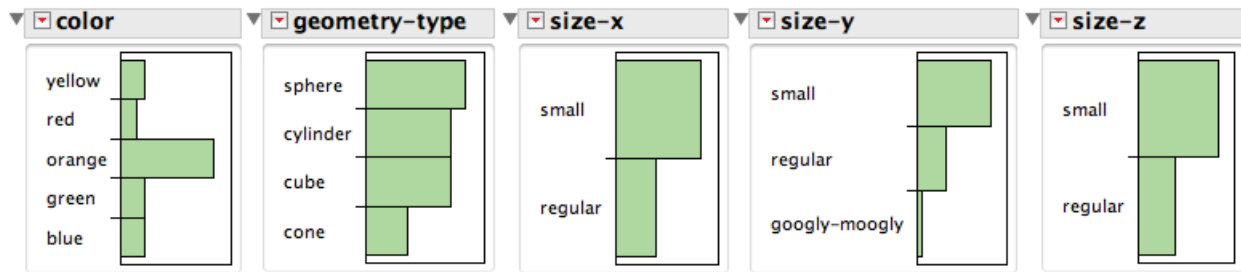 color
yellow
red
orange
green
blue
geometry-type
sphere
cylinder
cube
cone
size-x
small
regular
size-y
small
regular
googly-moogly
size-z
small
regular